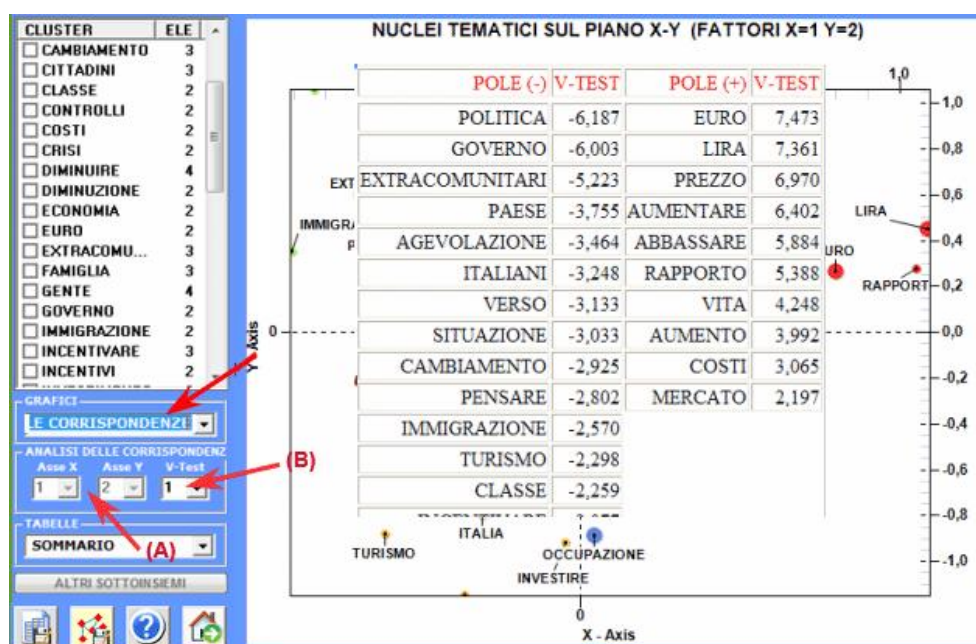 CLUSTER ELE
CAMBIAMENTO 3
CITTADINI 3
CLASSE 2
CONTROLLI 2
COSTI 2
CRISI 2
DIMINUIRE 4
DIMINUZIONE 2
ECONOMIA 2
EURO 2
EXTRACOMU... 3
FAMIGLIA 3
GENTE 4
GOVERNO 2
IMMIGRAZIONE 2
INCENTIVARE 3
INCENTIVI 2
GRAFICI
LE CORRISPONDENZE
ANALISI DELLE CORRISPONDENZ
Asse X Asse Y V-Test
1 2 1
(B)
(A)
TABELLE
SOMMARIO
ALTRI SOTTOINSIEMI
NUCLEI TEMATICI SUL PIANO X-Y (FATTORI X=1 Y=2)
POLE (-) V-TEST POLE (+) V-TEST
POLITICA -6,187 EURO 7,473
GOVERNO -6,003 LIRA 7,361
EXTRACOMUNITARI -5,223 PREZZO 6,970
PAESE -3,755 AUMENTARE 6,402
AGEVOLAZIONE -3,464 ABBASSARE 5,884
ITALIANI -3,248 RAPPORTO 5,388
VERSO -3,133 VITA 4,248
SITUAZIONE -3,033 AUMENTO 3,992
CAMBIAMENTO -2,925 COSTI 3,065
PENSARE -2,802 MERCATO 2,197
IMMIGRAZIONE -2,570
TURISMO -2,298
CLASSE -2,259
1,0
-1,0
-0,8
-0,6
-0,4
-0,2
-0,0
-0,2
-0,4
-0,6
-0,8
-1,0
EXT
IMMIGRA
P
LIRA
URO
RAPPORT
0
Y - Axis
ITALIA
TURISMO
OCCUPAZIONE
INVESTIRE
0
X - Axis